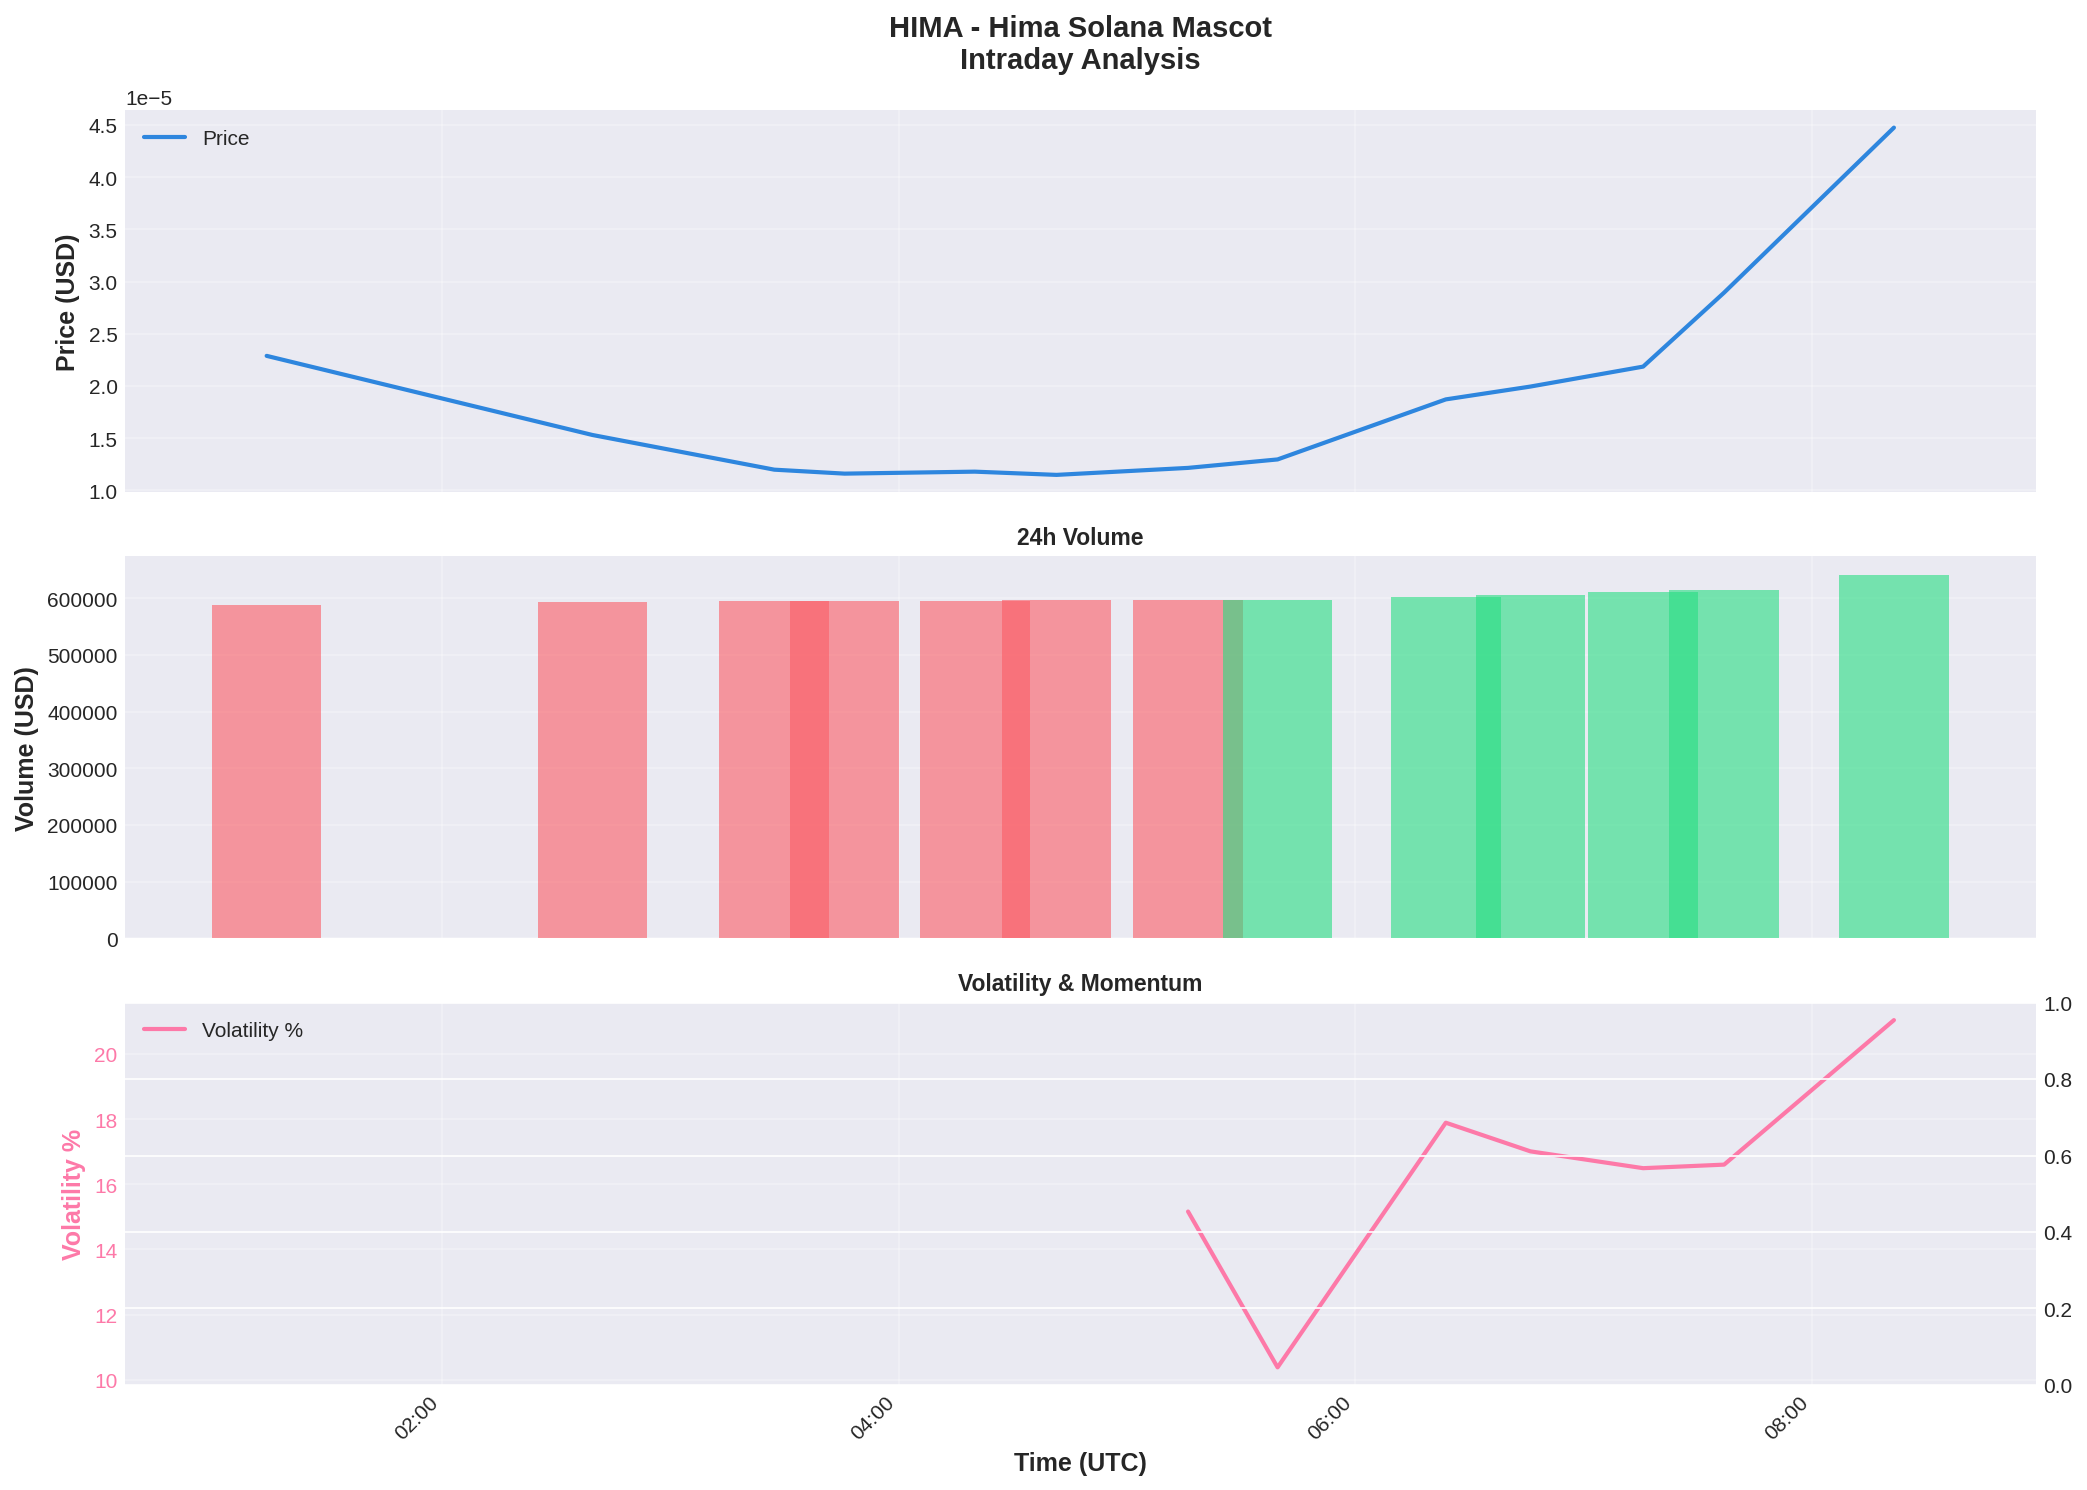 HIMA - Hima Solana Mascot
Intraday Analysis
1e−5
Price
4.5
4.0
3.5
3.0
2.5
2.0
1.5
1.0
Price (USD)
24h Volume
600000
500000
400000
300000
200000
100000
0
Volume (USD)
Volatility & Momentum
Volatility %
20
18
16
14
12
10
Volatility %
1.0
0.8
0.6
0.4
0.2
0.0
02:00
04:00
06:00
08:00
Time (UTC)